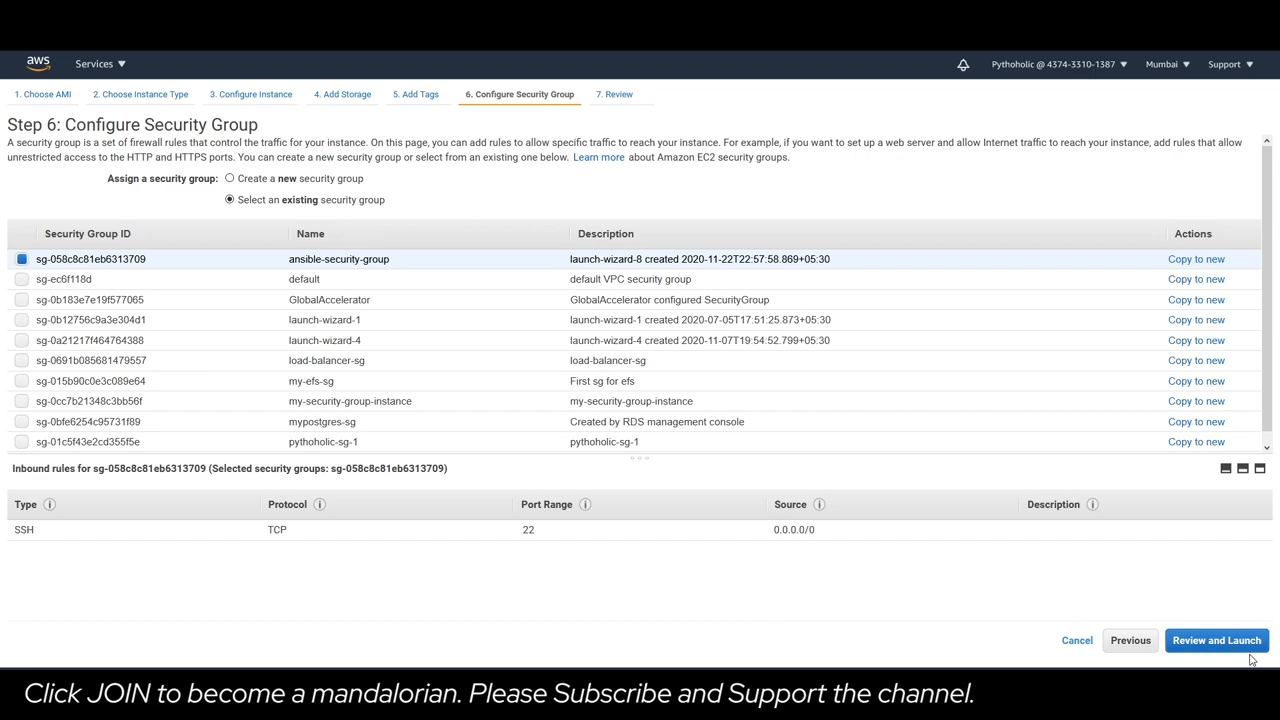 aws Services Pythoholic @ 4374-3310-1387 Mumbai Support
1. Choose AMI 2. Choose Instance Type 3. Configure Instance 4. Add Storage 5. Add Tags 6. Configure Security Group 7. Review
Step 6: Configure Security Group
A security group is a set of firewall rules that control the traffic for your instance. On this page, you can add rules to allow specific traffic to reach your instance. For example, if you want to set up a web server and allow Internet traffic to reach your instance, add rules that allow
unrestricted access to the HTTP and HTTPS ports. You can create a new security group or select from an existing one below. Learn more about Amazon EC2 security groups.
Assign a security group: Create a new security group
Select an existing security group
Security Group ID Name Description Actions
sg-058c8c81eb6313709 ansible-security-group launch-wizard-8 created 2020-11-22T22:57:58.869+05:30 Copy to new
sg-ec6f118d default default VPC security group Copy to new
sg-0b183e7e19f577065 GlobalAccelerator GlobalAccelerator configured SecurityGroup Copy to new
sg-0b12756c9a3e304d1 launch-wizard-1 launch-wizard-1 created 2020-07-05T17:51:25.873+05:30 Copy to new
sg-0a21217f464764388 launch-wizard-4 launch-wizard-4 created 2020-11-07T19:54:52.799+05:30 Copy to new
sg-0691b085681479557 load-balancer-sg load-balancer-sg Copy to new
sg-015b90c0e3c089e64 my-efs-sg First sg for efs Copy to new
sg-0cc7b21348c3bb56f my-security-group-instance my-security-group-instance Copy to new
sg-0bfe6254c95731f89 mypostgres-sg Created by RDS management console Copy to new
sg-01c5f43e2cd355f5e pythoholic-sg-1 pythoholic-sg-1 Copy to new
Inbound rules for sg-058c8c81eb6313709 (Selected security groups: sg-058c8c81eb6313709)
Type Protocol Port Range Source Description
SSH TCP 22 0.0.0.0/0
Cancel Previous Review and Launch
Click JOIN to become a mandalorian. Please Subscribe and Support the channel.